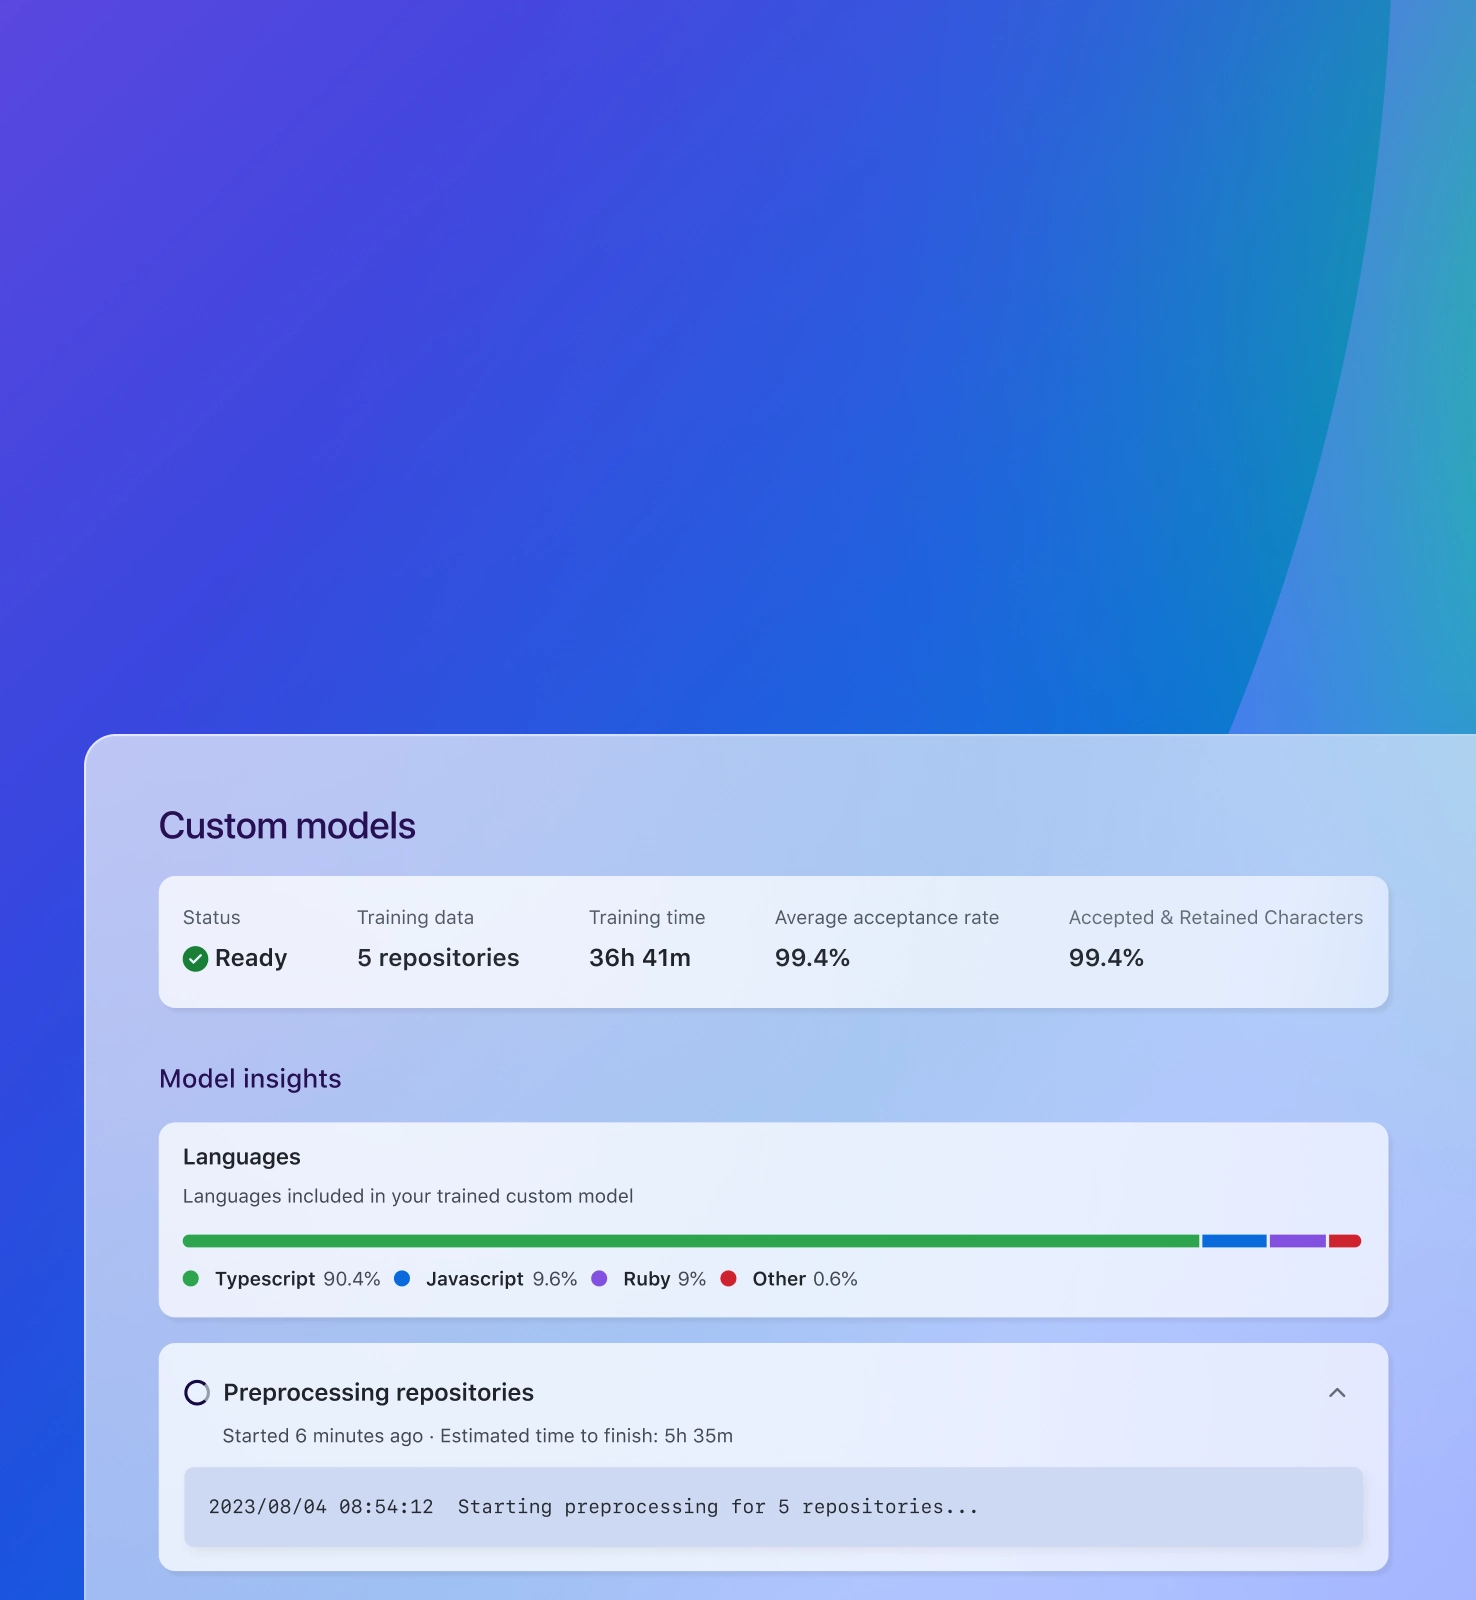 Custom models
Status Training data Training time Average acceptance rate Accepted & Retained Characters
Ready 5 repositories 36h 41m 99.4% 99.4%
Model insights
Languages
Languages included in your trained custom model
Typescript 90.4% Javascript 9.6% Ruby 9% Other 0.6%
Preprocessing repositories
Started 6 minutes ago · Estimated time to finish: 5h 35m
2023/08/04 08:54:12 Starting preprocessing for 5 repositories...